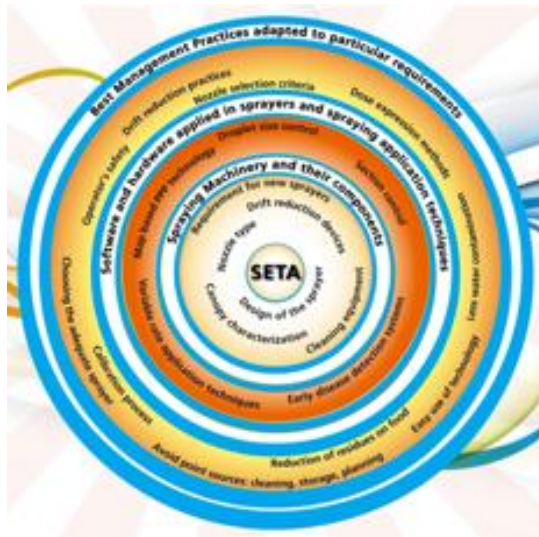 Best Management Practices adapted to particular requirements
Drift reduction practices
Nozzle selection criteria
Dose expression methods
Operator's safety
Less water contamination
Choosing the adequate sprayer
Calibration process
Easy use of technology
Reduction of residues on food
Avoid point sources: cleaning, storage, planning
Software and hardware applied in sprayers and spraying application techniques
Droplet size control
Map based PPP technology
Section control
Variable rate application techniques
Early disease detection systems
Spraying Machinery and their components
Requirement for new sprayers
Drift reduction devices
Nozzle type
SETA
Design of the sprayer
Canopy characterization
Cleaning equipment